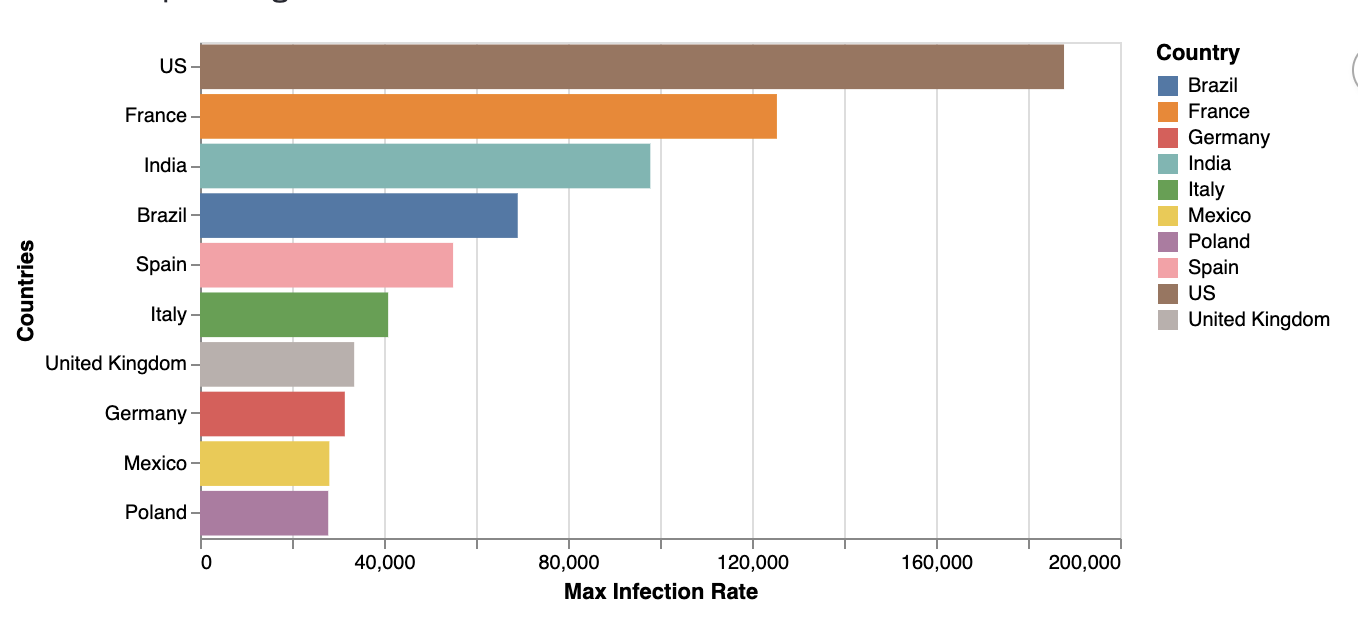 US
France
India
Brazil
Spain
Italy
United Kingdom
Germany
Mexico
Poland
Countries
0 40,000 80,000 120,000 160,000 200,000
Max Infection Rate
Country
Brazil
France
Germany
India
Italy
Mexico
Poland
Spain
US
United Kingdom